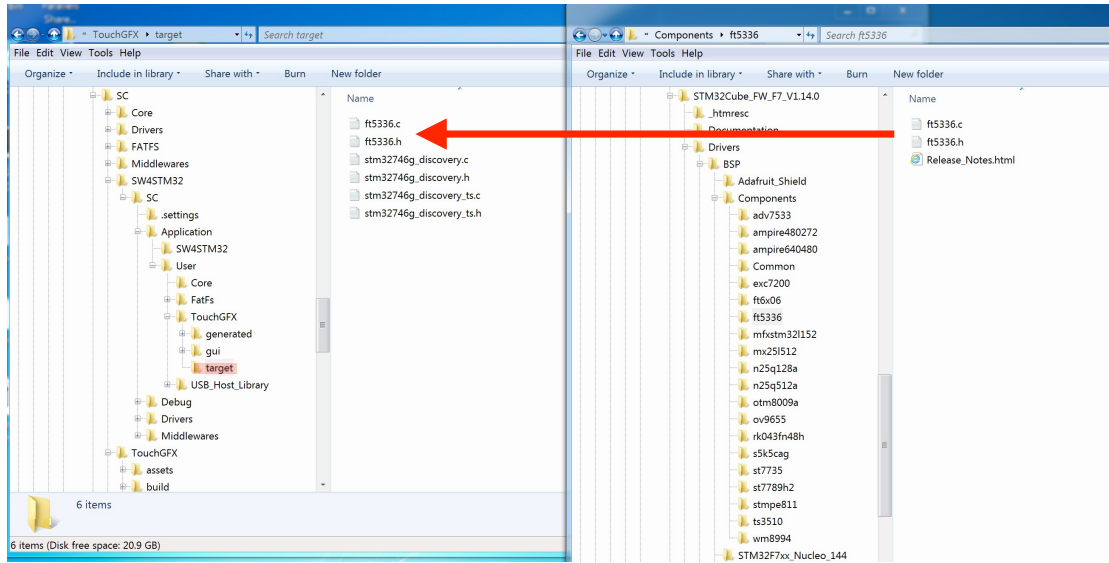 Share...
« TouchGFX ▸ target
Search target
File Edit View Tools Help
Organize
Include in library
Share with
Burn
New folder
SC
Core
Drivers
FATFS
Middlewares
SW4STM32
SC
.settings
Application
SW4STM32
User
Core
FatFs
TouchGFX
generated
gui
target
USB_Host_Library
Debug
Drivers
Middlewares
TouchGFX
assets
build
Name
ft5336.c
ft5336.h
stm32746g_discovery.c
stm32746g_discovery.h
stm32746g_discovery_ts.c
stm32746g_discovery_ts.h
6 items
6 items (Disk free space: 20.9 GB)
« Components ▸ ft5336
Search ft5336
File Edit View Tools Help
Organize
Include in library
Share with
Burn
New folder
STM32Cube_FW_F7_V1.14.0
_htmresc
Documentation
Drivers
BSP
Adafruit_Shield
Components
adv7533
ampire480272
ampire640480
Common
exc7200
ft6x06
ft5336
mfxstm32l152
mx25l512
n25q128a
n25q512a
otm8009a
ov9655
rk043fn48h
s5k5cag
st7735
st7789h2
stmpe811
ts3510
wm8994
STM32F7xx_Nucleo_144
Name
ft5336.c
ft5336.h
Release_Notes.html